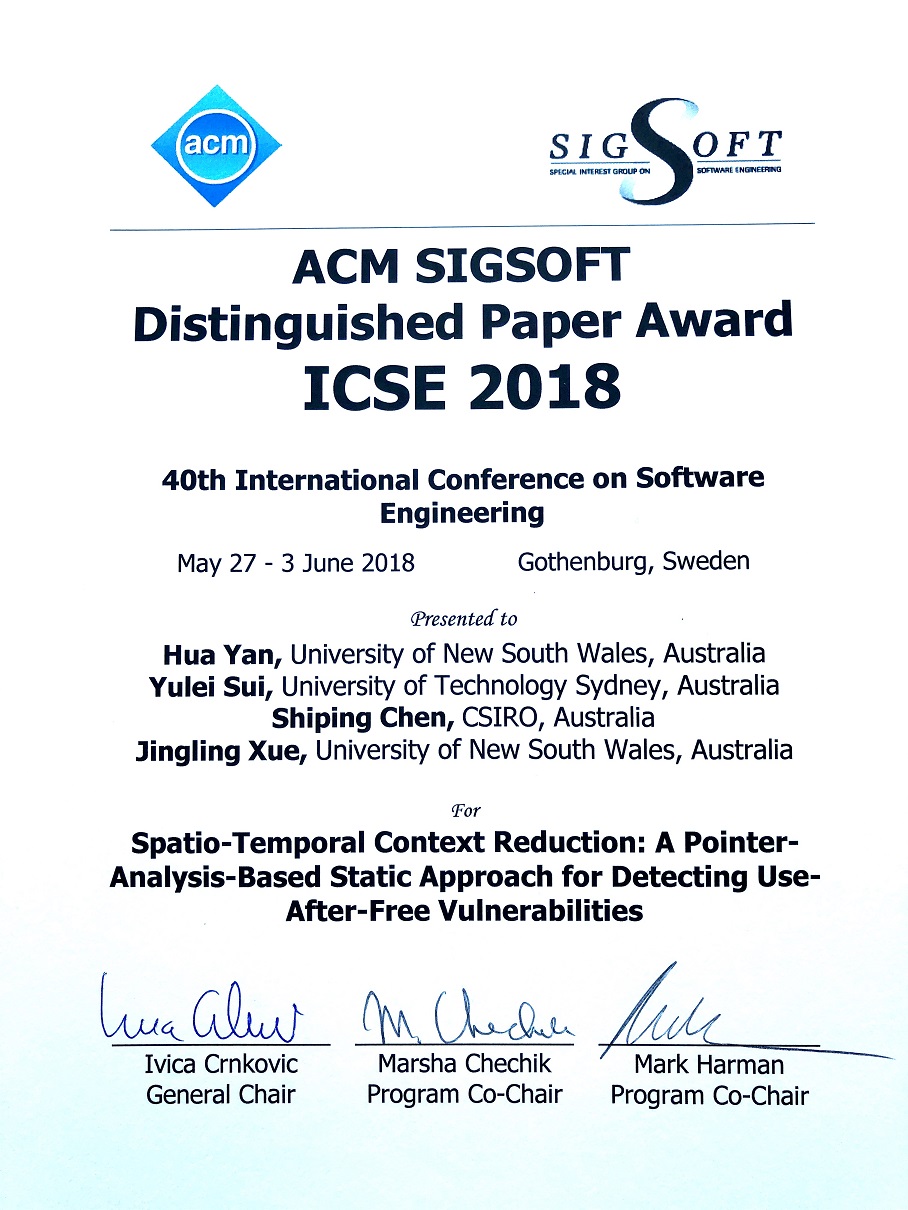 acm
SIGSOFT
SPECIAL INTEREST GROUP ON SOFTWARE ENGINEERING
ACM SIGSOFT
Distinguished Paper Award
ICSE 2018
40th International Conference on Software
Engineering
May 27 - 3 June 2018 Gothenburg, Sweden
Presented to
Hua Yan, University of New South Wales, Australia
Yulei Sui, University of Technology Sydney, Australia
Shiping Chen, CSIRO, Australia
Jingling Xue, University of New South Wales, Australia
For
Spatio-Temporal Context Reduction: A Pointer-
Analysis-Based Static Approach for Detecting Use-
After-Free Vulnerabilities
Ivica Crnkovic Marsha Chechik Mark Harman
General Chair Program Co-Chair Program Co-Chair